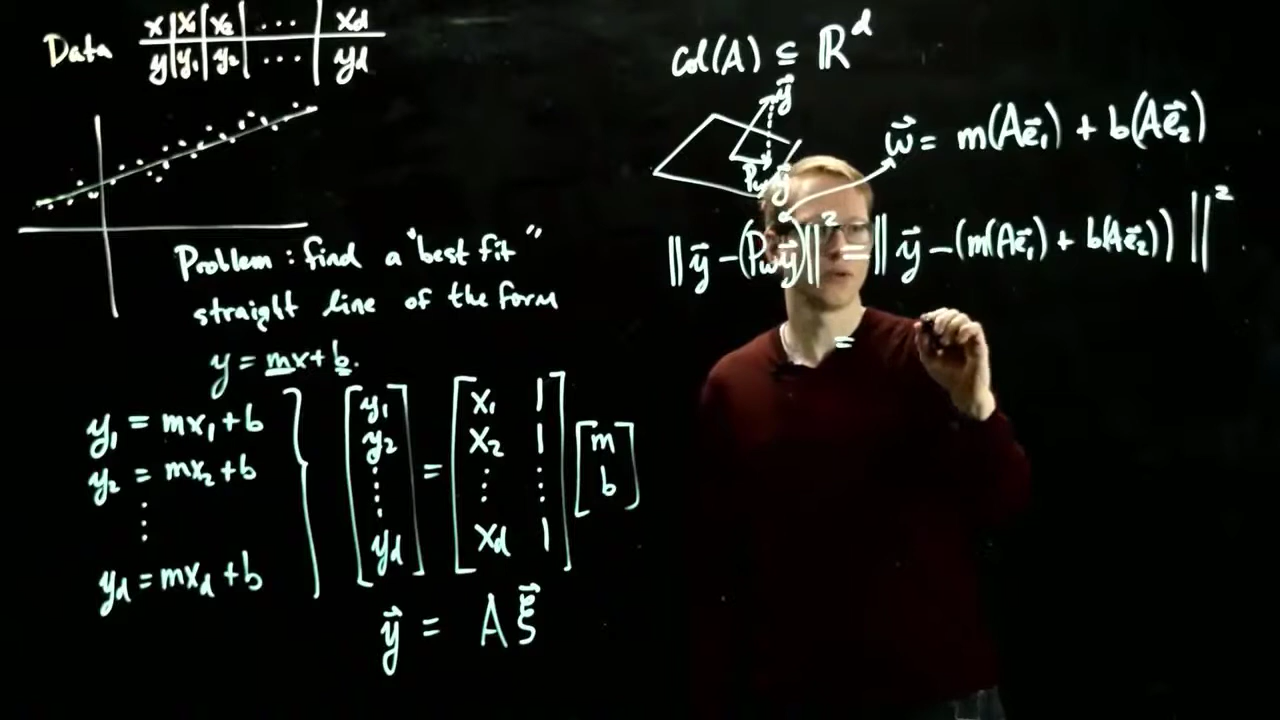 Data x | x₁ | x₂ | ... | x_d
y | y₁ | y₂ | ... | y_d
Problem : find a "best fit"
straight line of the form
y = mx + b.
y₁ = mx₁ + b
y₂ = mx₂ + b
⋮
y_d = mx_d + b
[y₁ y₂ ⋮ y_d] = [x₁ 1 x₂ 1 ⋮ ⋮ x_d 1] [m b]
y⃗ = A ξ⃗
Col(A) ⊆ ℝ^d
y⃗
P_W y⃗
w⃗ = m(Ae⃗₁) + b(Ae⃗₂)
‖y⃗ - (P_W y⃗)‖² = ‖y⃗ - (m(Ae⃗₁) + b(Ae⃗₂))‖²
=